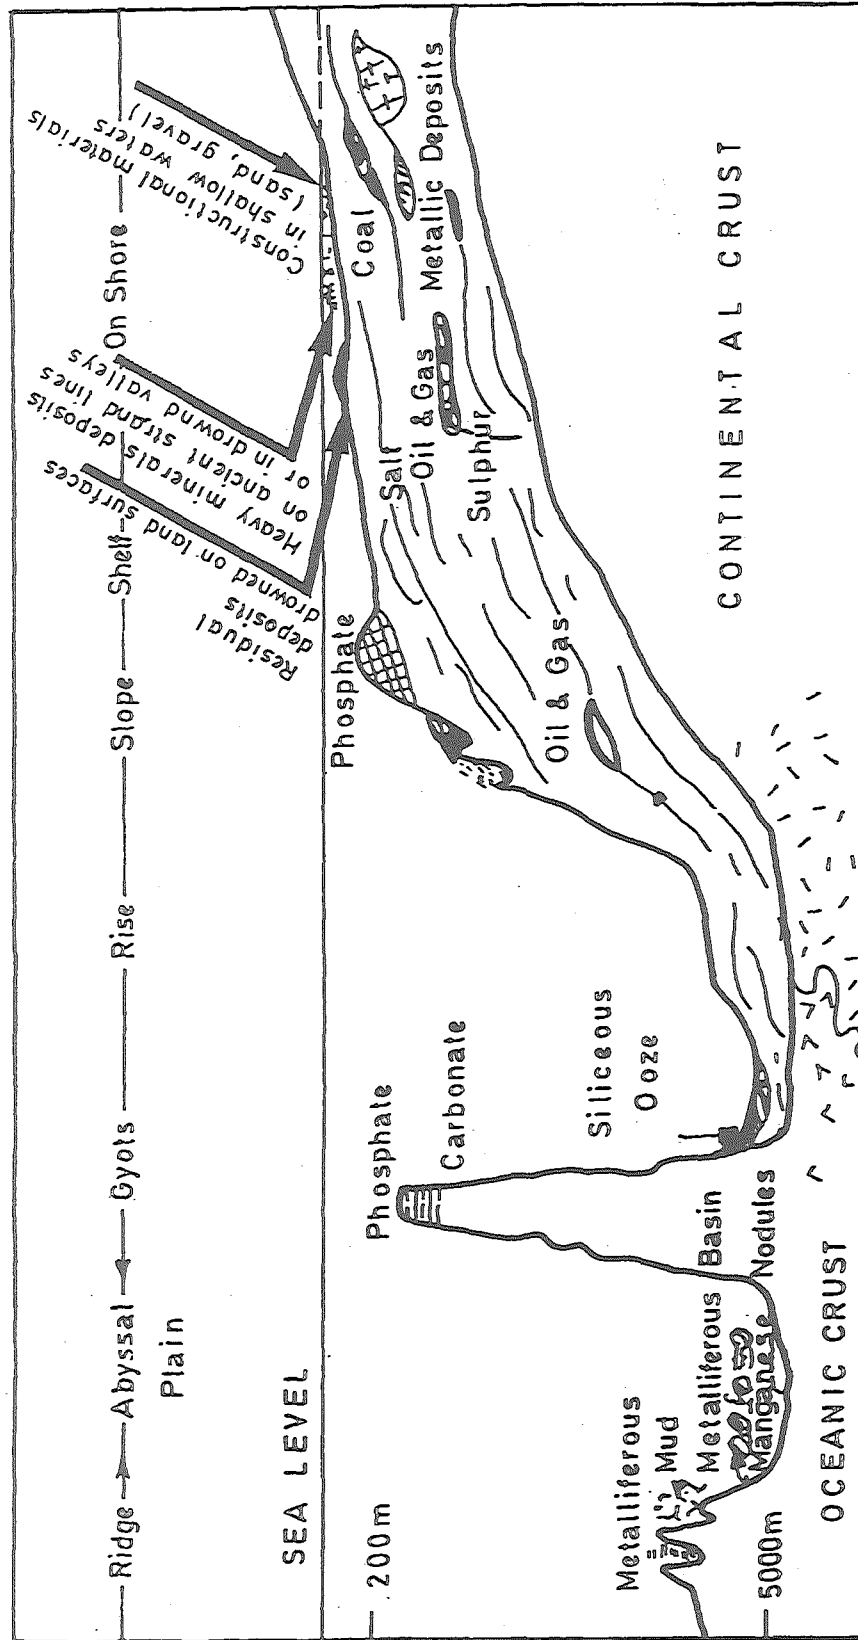 Ridge
Abyssal
Plain
Gyots
Rise
Slope
Shelf
On Shore
Residual
deposits
drowned on land surfaces
Heavy minerals deposits
on ancient strand lines
or in drownd valleys
Constructional materials
in shallow waters
(sand, gravel)
SEA LEVEL
200m
Phosphate
Carbonate
Phosphate
Salt
Coal
Oil & Gas
Metallic Deposits
Sulphur
Oil & Gas
Siliceous
Ooze
Metalliferous
Mud
Metalliferous Basin
Manganese Nodules
5000m
OCEANIC CRUST
CONTINENTAL CRUST